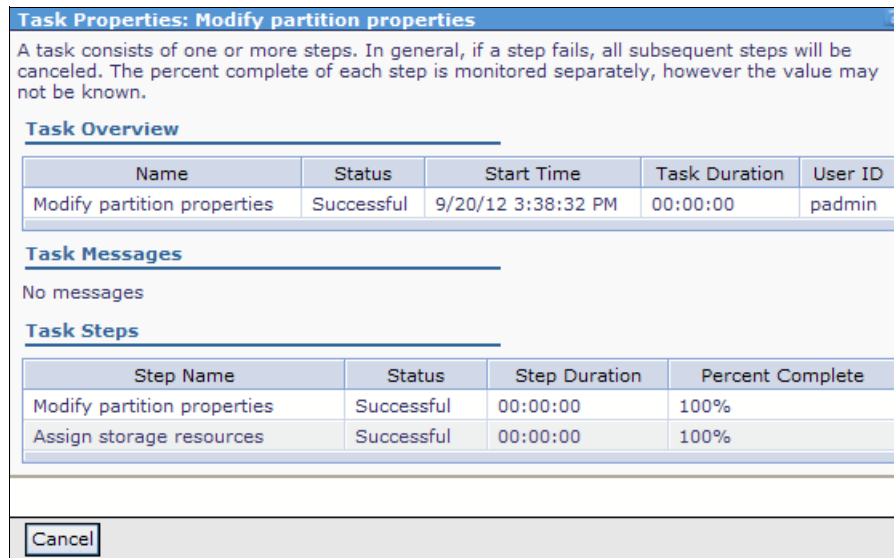 Task Properties: Modify partition properties
A task consists of one or more steps. In general, if a step fails, all subsequent steps will be
canceled. The percent complete of each step is monitored separately, however the value may
not be known.
Task Overview
Name Status Start Time Task Duration User ID
Modify partition properties Successful 9/20/12 3:38:32 PM 00:00:00 padmin
Task Messages
No messages
Task Steps
Step Name Status Step Duration Percent Complete
Modify partition properties Successful 00:00:00 100%
Assign storage resources Successful 00:00:00 100%
Cancel